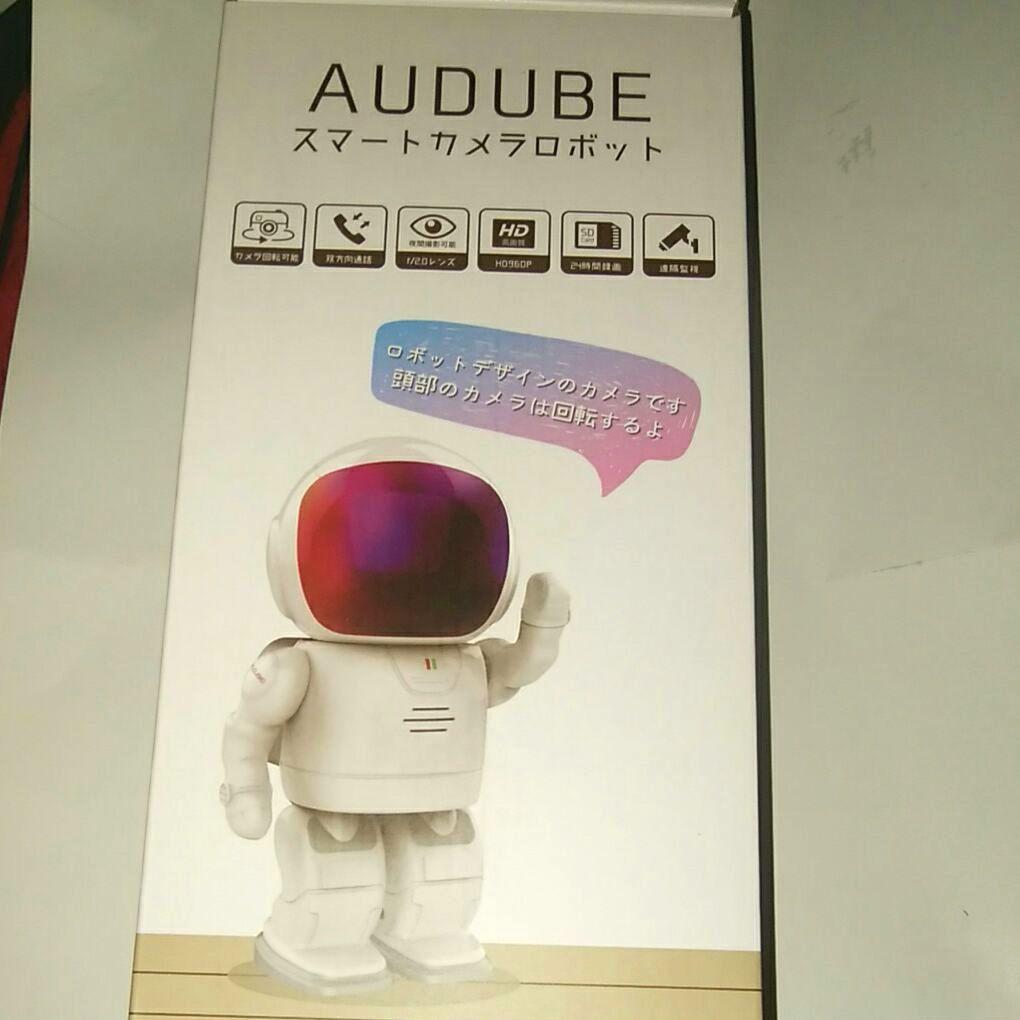 AUDUBE
スマートカメラロボット
カメラ回転可能
双方向通話
夜間撮影可能
f/2.0レンズ
HD
高画質
HD960P
SD
Card
24時間録画
遠隔監視
ロボットデザインのカメラです
頭部のカメラは回転するよ